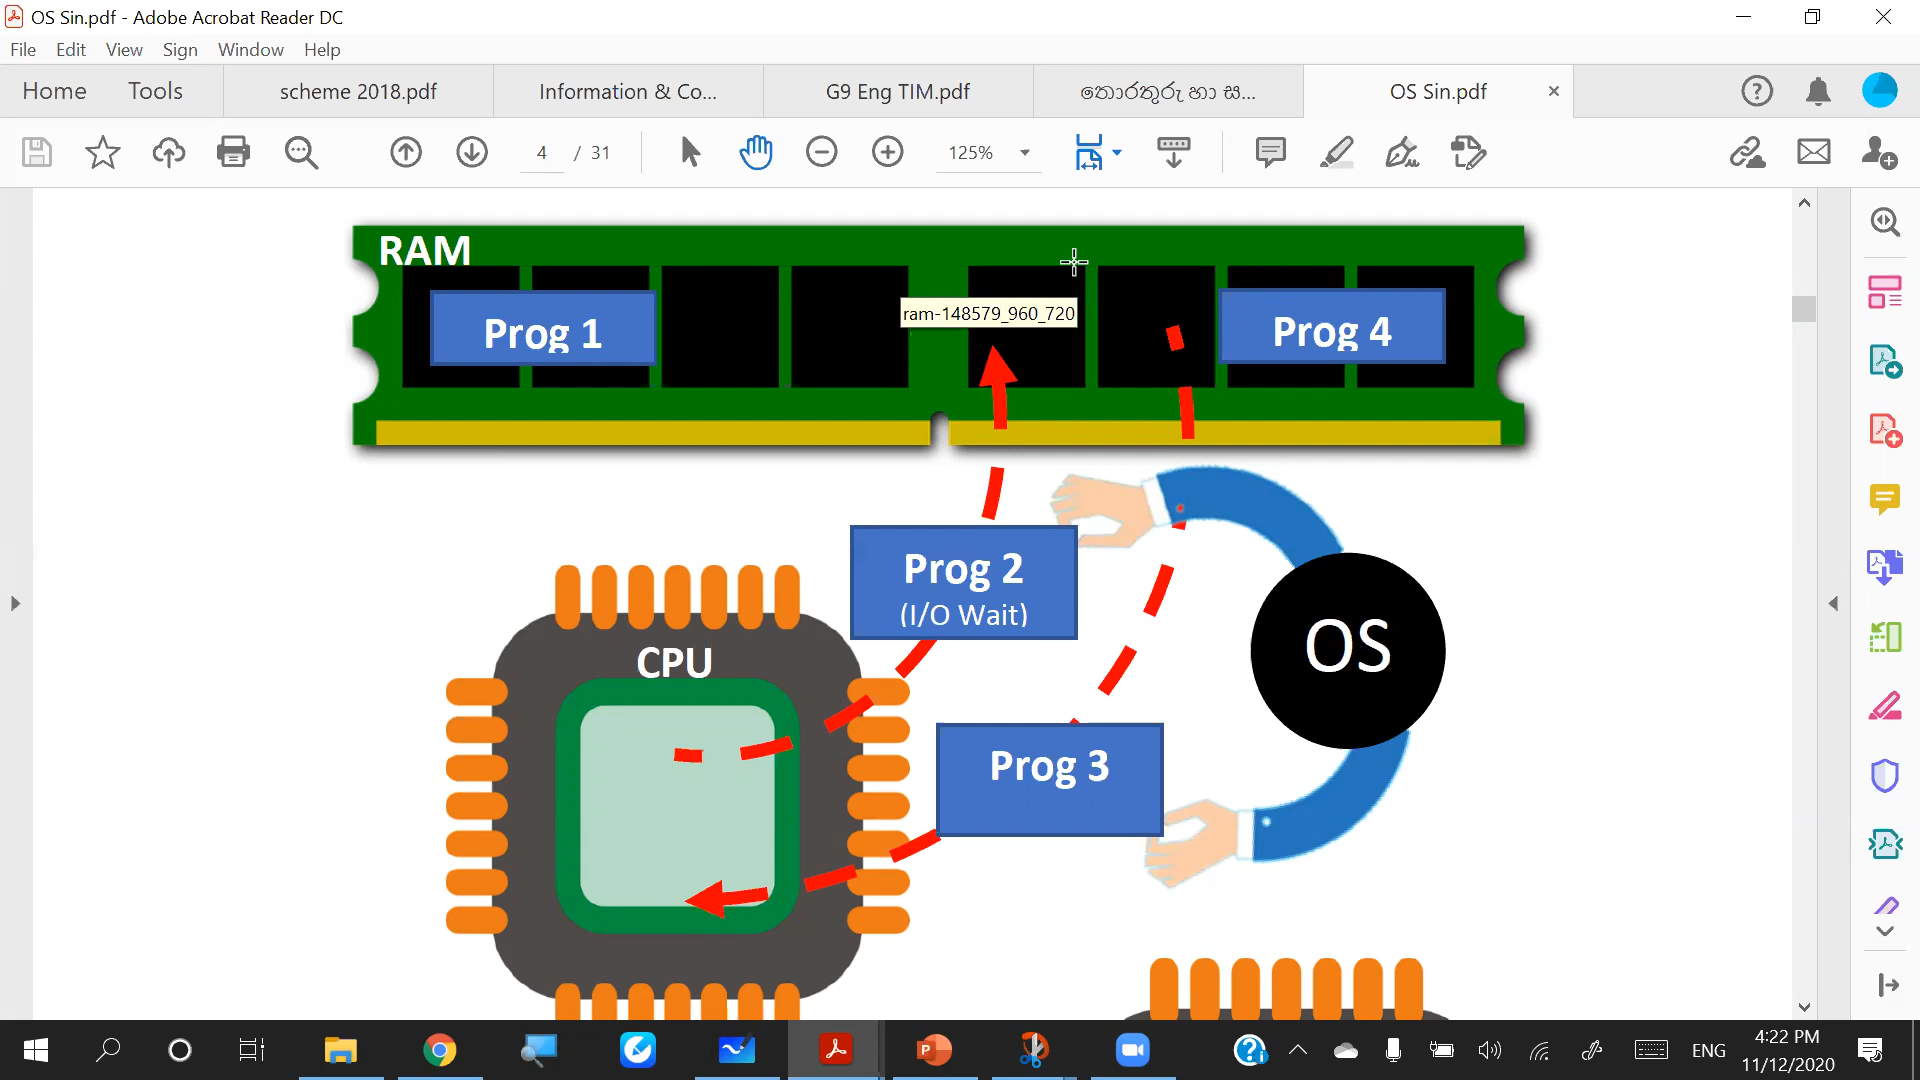 OS Sin.pdf - Adobe Acrobat Reader DC
File Edit View Sign Window Help
Home Tools scheme 2018.pdf Information & Co... G9 Eng TIM.pdf තොරතුරු හා ස... OS Sin.pdf
4 / 31 125%
RAM
ram-148579_960_720
Prog 1
Prog 4
Prog 2
(I/O Wait)
CPU
OS
Prog 3
4:22 PM
ENG
11/12/2020